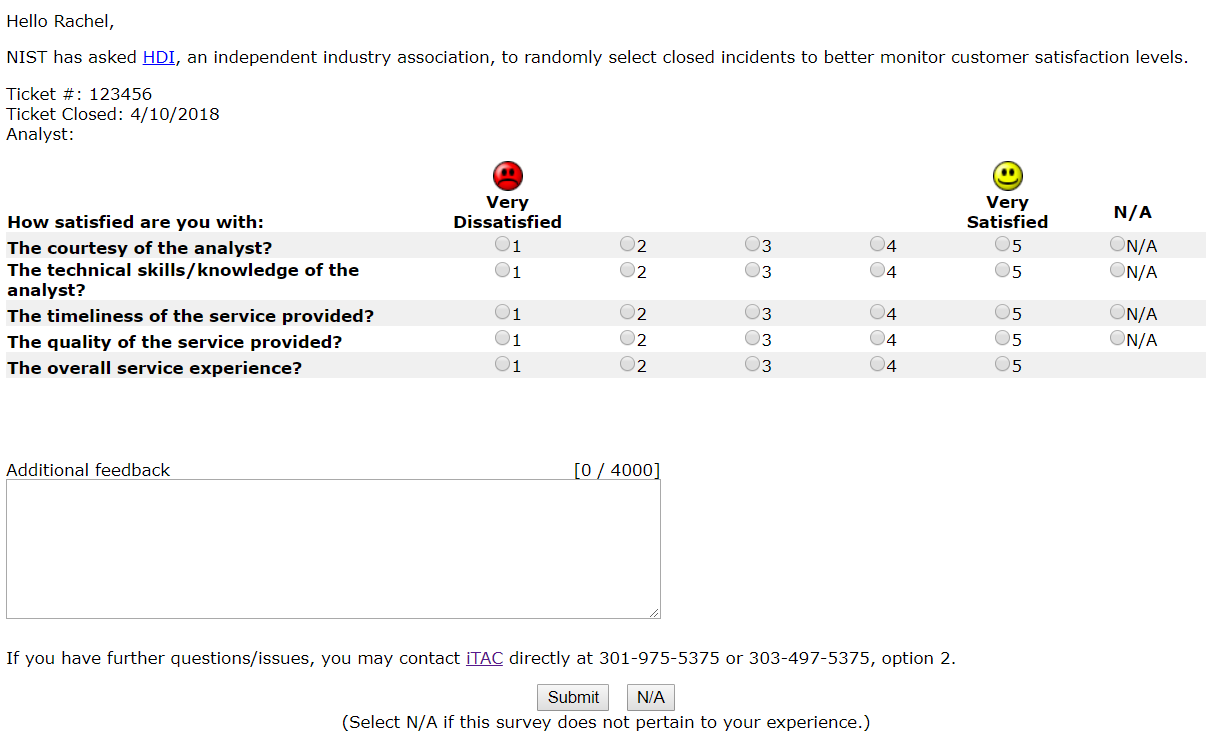 Hello Rachel,
NIST has asked HDI, an independent industry association, to randomly select closed incidents to better monitor customer satisfaction levels.
Ticket #: 123456
Ticket Closed: 4/10/2018
Analyst:
How satisfied are you with: Very Dissatisfied Very Satisfied N/A
The courtesy of the analyst? 1 2 3 4 5 N/A
The technical skills/knowledge of the 1 2 3 4 5 N/A
analyst?
The timeliness of the service provided? 1 2 3 4 5 N/A
The quality of the service provided? 1 2 3 4 5 N/A
The overall service experience? 1 2 3 4 5
Additional feedback [0 / 4000]
If you have further questions/issues, you may contact iTAC directly at 301-975-5375 or 303-497-5375, option 2.
Submit N/A
(Select N/A if this survey does not pertain to your experience.)